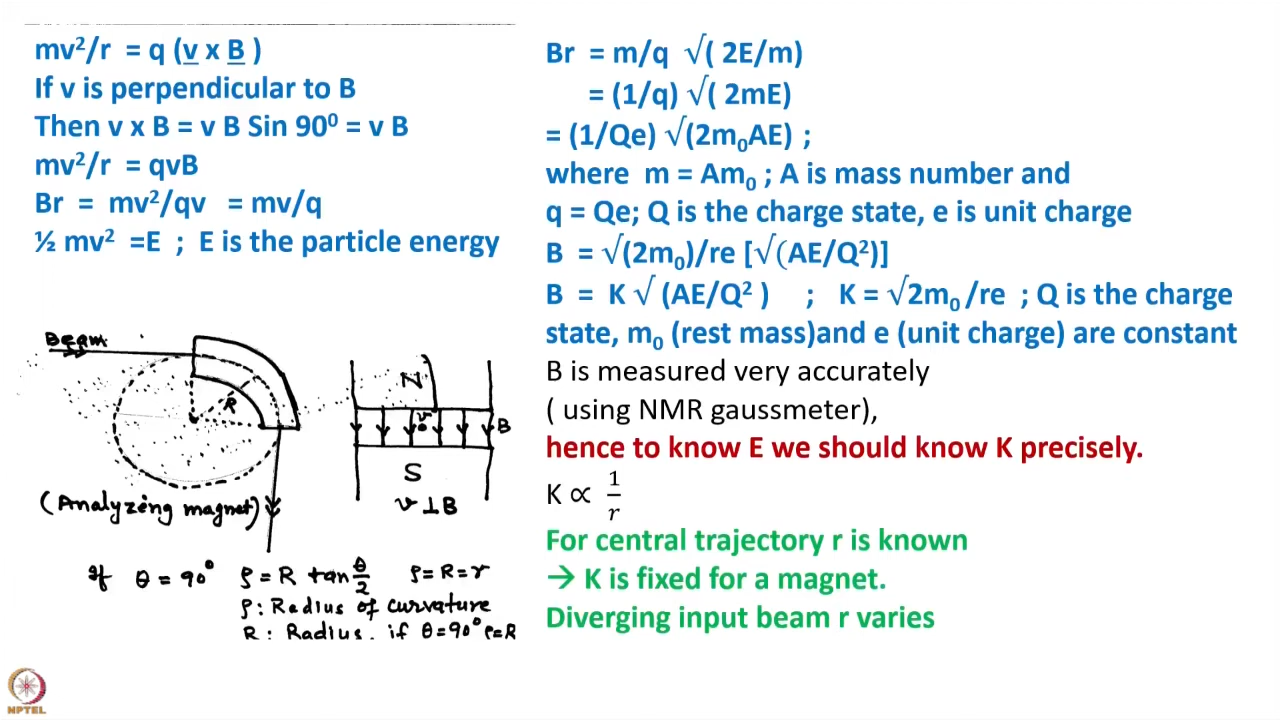 mv²/r = q (v x B )
If v is perpendicular to B
Then v x B = v B Sin 90⁰ = v B
mv²/r = qvB
Br = mv²/qv = mv/q
½ mv² =E ; E is the particle energy
Beam
R
(Analyzing magnet)
N
v
B
S
v ⊥ B
If θ = 90° ρ = R tan θ/2 ρ = R = r
ρ : Radius of curvature
R : Radius. if θ = 90° ρ = R
Br = m/q √( 2E/m)
= (1/q) √( 2mE)
= (1/Qe) √(2m₀AE) ;
where m = Am₀ ; A is mass number and
q = Qe; Q is the charge state, e is unit charge
B = √(2m₀)/re [√(AE/Q²)]
B = K √ (AE/Q² ) ; K = √2m₀ /re ; Q is the charge
state, m₀ (rest mass)and e (unit charge) are constant
B is measured very accurately
( using NMR gaussmeter),
hence to know E we should know K precisely.
K ∝ 1/r
For central trajectory r is known
→ K is fixed for a magnet.
Diverging input beam r varies
NPTEL